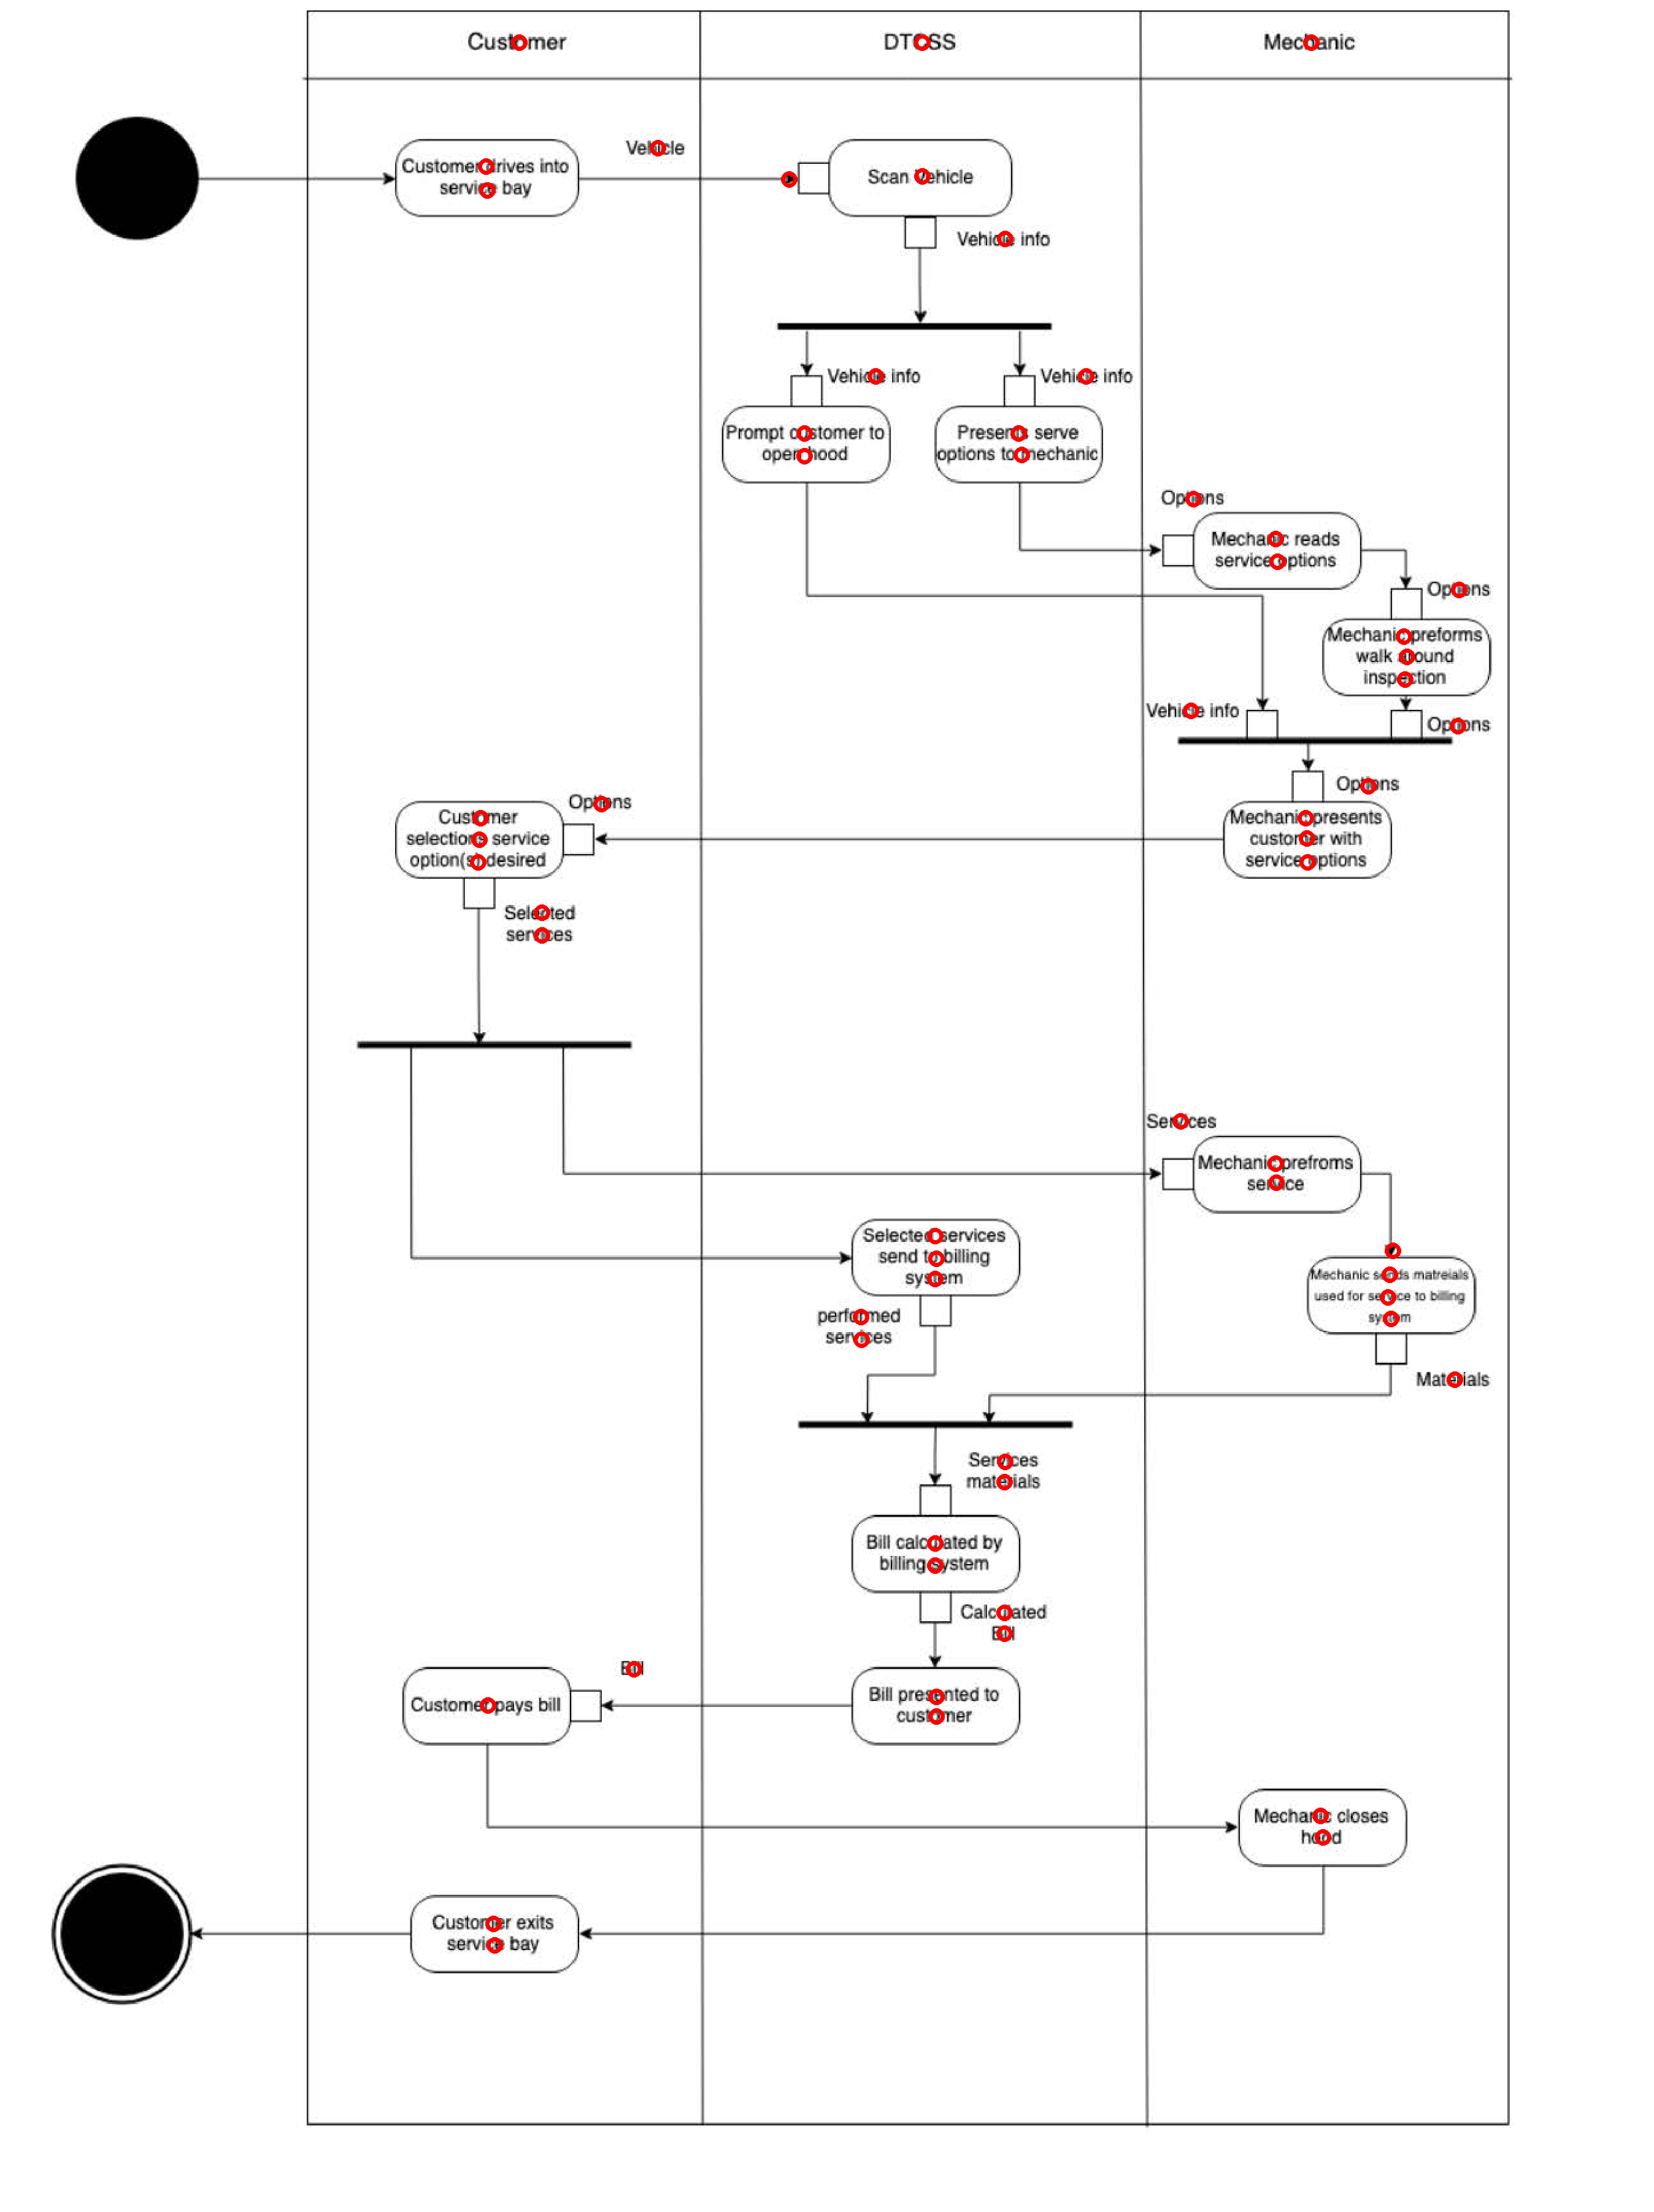 Customer
DTCSS
Mechanic
Vehicle
Customer drives into
service bay
Scan Vehicle
Vehicle info
Vehicle info
Vehicle info
Prompt customer to
open hood
Presents serve
options to mechanic
Options
Mechanic reads
service options
Options
Mechanic preforms
walk around
inspection
Vehicle info
Options
Options
Options
Customer
selections service
option(s) desired
Mechanic presents
customer with
service options
Selected
services
Services
Mechanic prefroms
service
Selected services
send to billing
system
Mechanic sends matreials
used for service to billing
system
performed
services
Materials
Services
materials
Bill calculated by
billing system
Calculated
Bill
Bill
Customer pays bill
Bill presented to
customer
Mechanic closes
hood
Customer exits
service bay